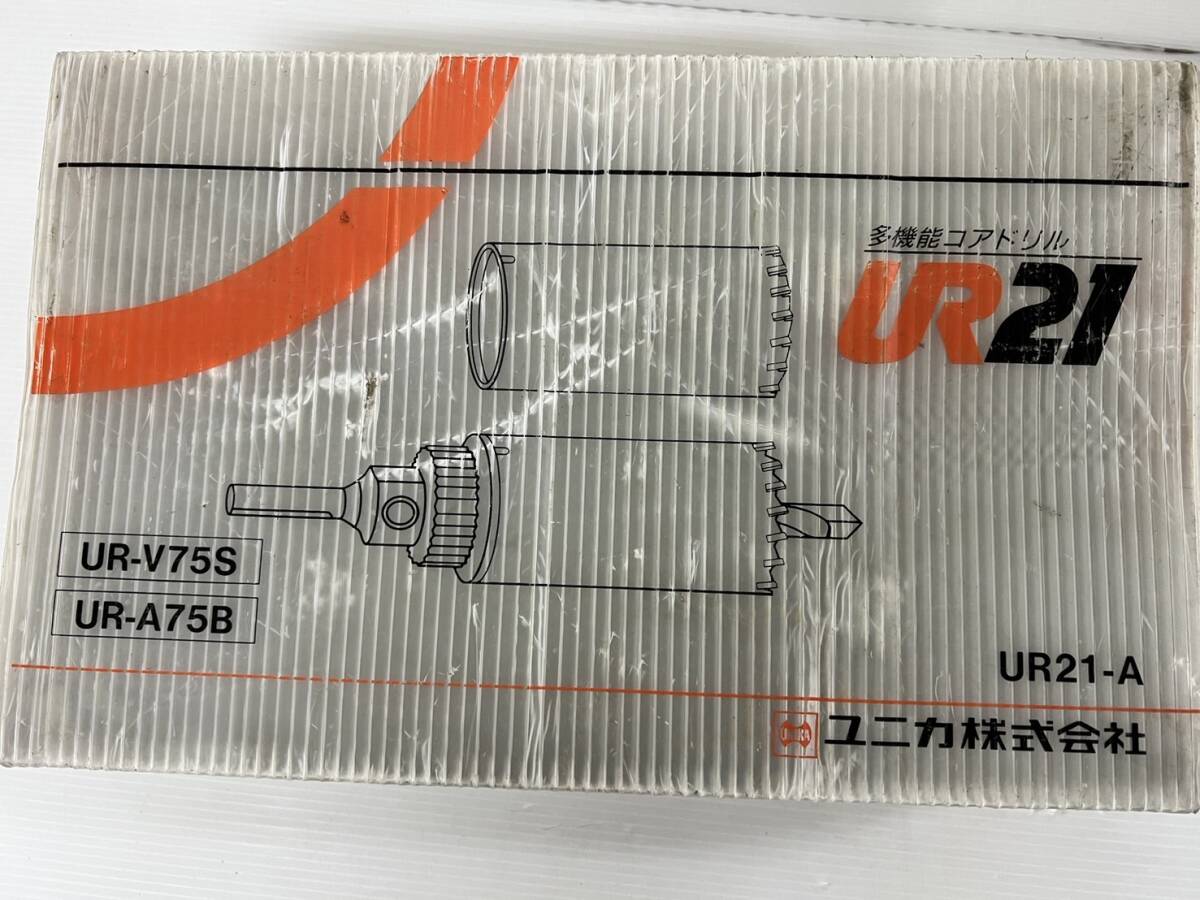 多機能コアドリル
UR21
UR-V75S
UR-A75B
UR21-A
UNIKA
ユニカ株式会社